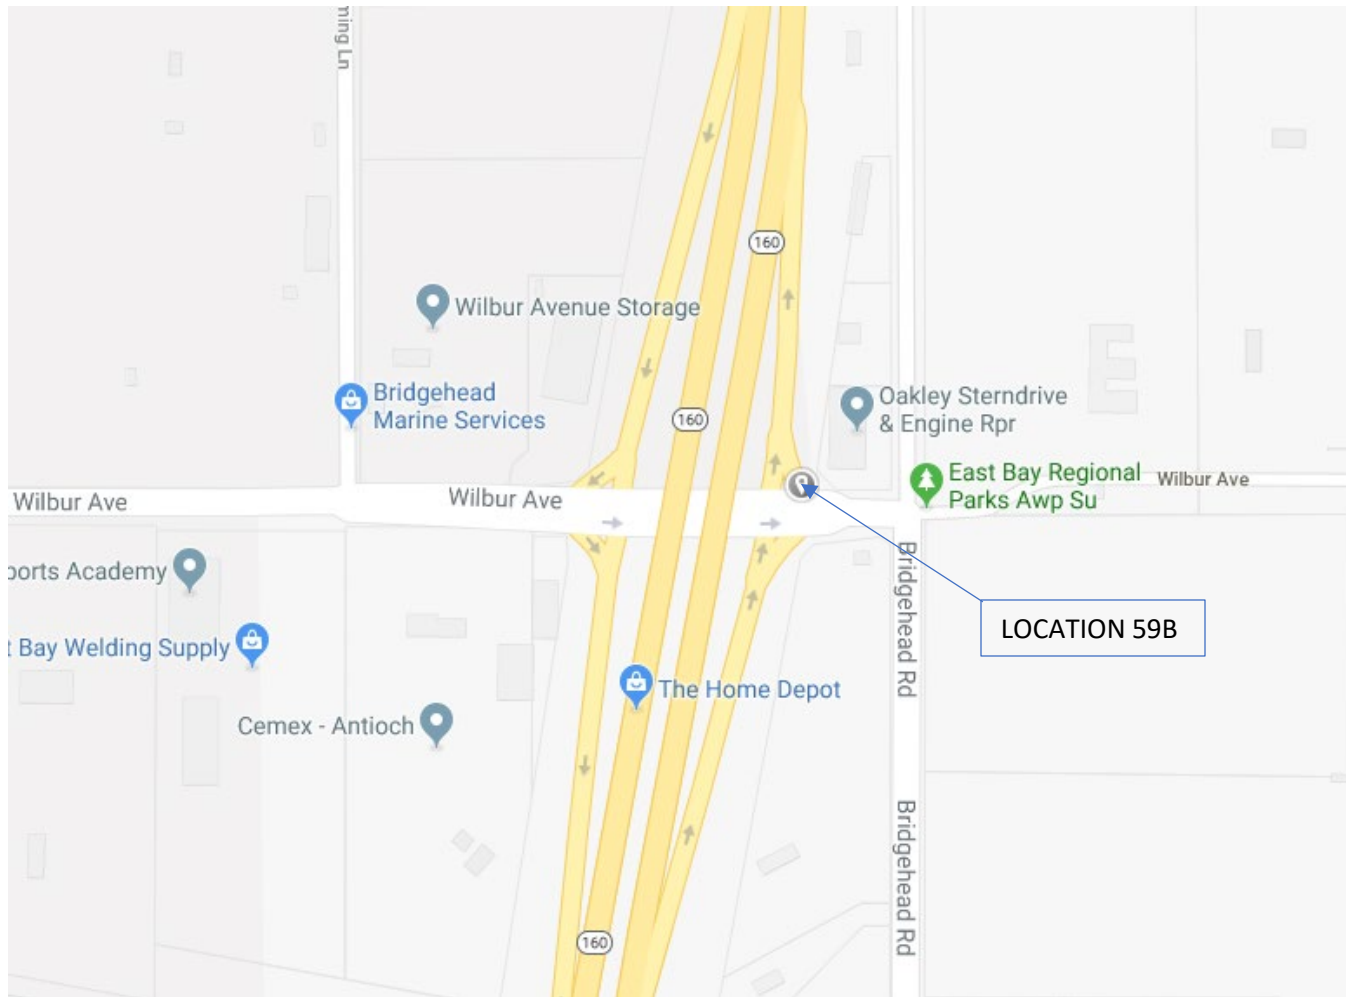 ming Ln
160
Wilbur Avenue Storage
Bridgehead
Marine Services
160
Oakley Sterndrive
& Engine Rpr
East Bay Regional
Parks Awp Su
Wilbur Ave
Wilbur Ave
Wilbur Ave
Bridgehead Rd
ports Academy
LOCATION 59B
t Bay Welding Supply
The Home Depot
Cemex - Antioch
Bridgehead Rd
160